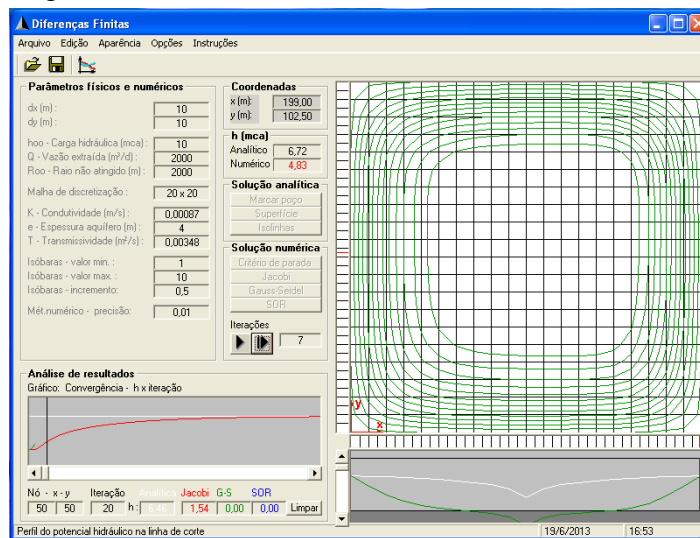 Diferenças Finitas
Arquivo Edição Aparência Opções Instruções
Parâmetros físicos e numéricos
dx (m) : 10
dy (m) : 10
hoo - Carga hidráulica (mca) : 10
Q - Vazão extraída (m³/d) : 2000
Roo - Raio não atingido (m) : 2000
Malha de discretização : 20 x 20
K - Condutividade (m/s) : 0,00087
e - Espessura aquífero (m) : 4
T - Transmissividade (m²/s) : 0,00348
Isóbaras - valor min. : 1
Isóbaras - valor max. : 10
Isóbaras - incremento: 0,5
Mét.numérico - precisão: 0,01
Coordenadas
x (m): 199,00
y (m): 102,50
h (mca)
Analítico 6,72
Numérico 4,83
Solução analítica
Marcar poço
Superfície
Isolinhas
Solução numérica
Critério de parada
Jacobi
Gauss-Seidel
SOR
Iterações
7
y
x
Análise de resultados
Gráfico: Convergência - h x iteração
Nó - x - y Iteração Analítica Jacobi G-S SOR
50 50 20 h : 6,46 1,54 0,00 0,00 Limpar
Perfil do potencial hidráulico na linha de corte 19/6/2013 16:53